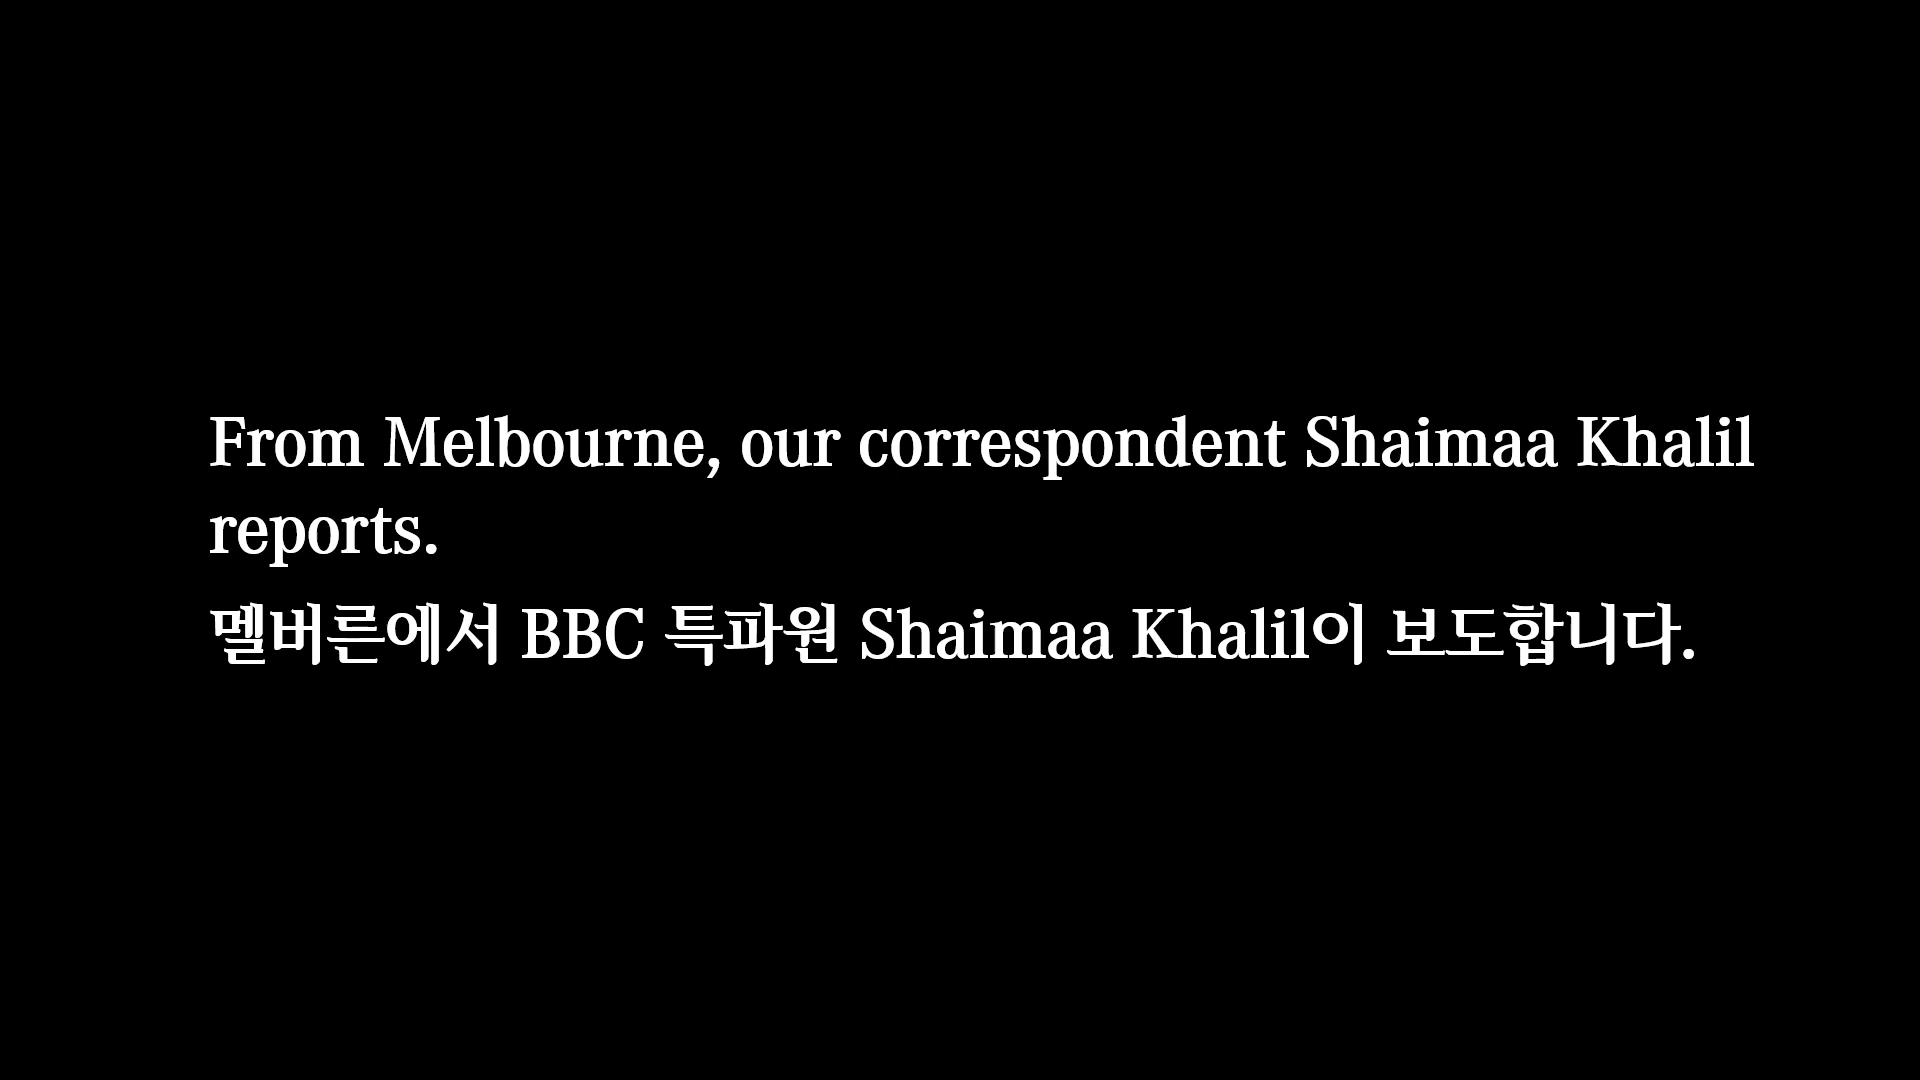 From Melbourne, our correspondent Shaimaa Khalil
reports.
멜버른에서 BBC 특파원 Shaimaa Khalil이 보도합니다.